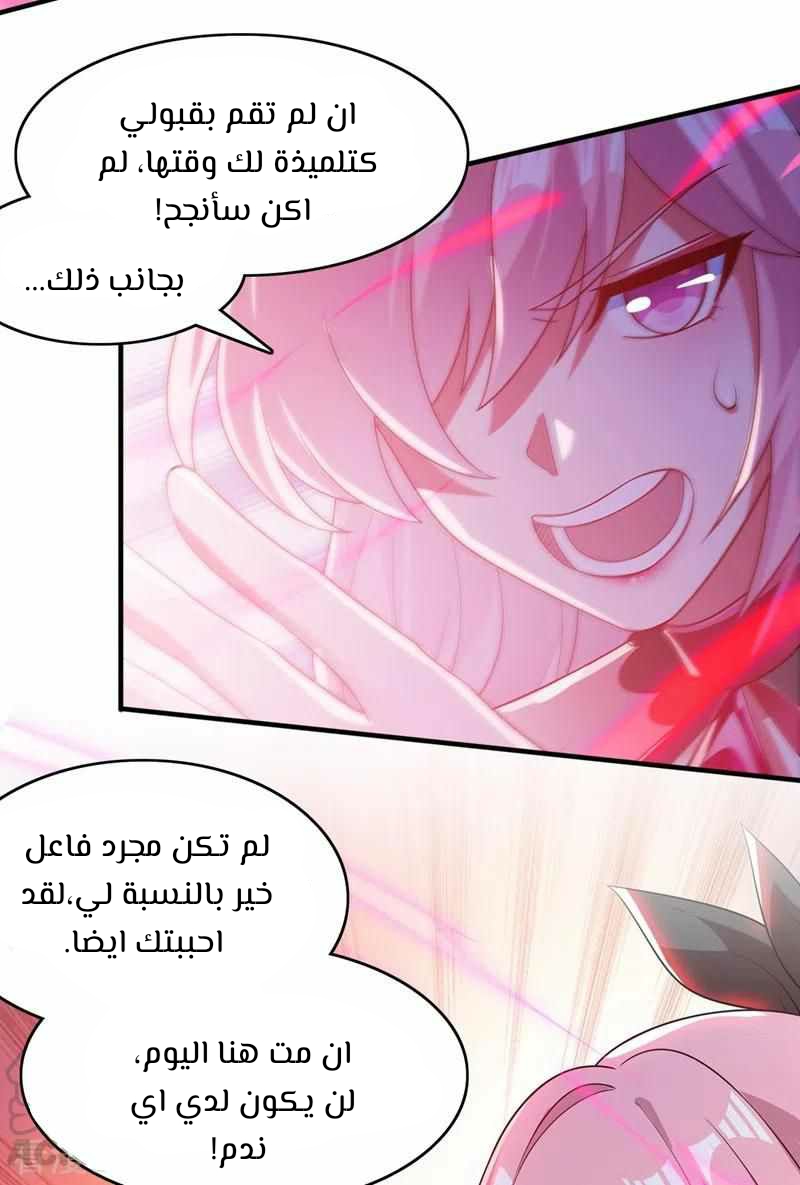 ان لم تقم بقبولي
كتلميذة لك وقتها، لم
اكن سأنجح!
بجانب ذلك...
لم تكن مجرد فاعل
خير بالنسبة لي،لقد
احببتك ايضا.
ان مت هنا اليوم،
لن يكون لدي اي
ندم!